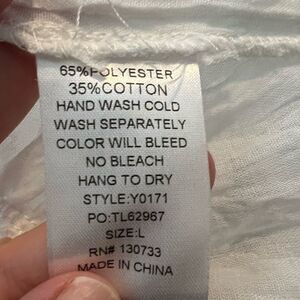 65%POLYESTER
35%COTTON
HAND WASH COLD
WASH SEPARATELY
COLOR WILL BLEED
NO BLEACH
HANG TO DRY
STYLE:Y0171
PO:TL62967
SIZE:L
RN# 130733
MADE IN CHINA